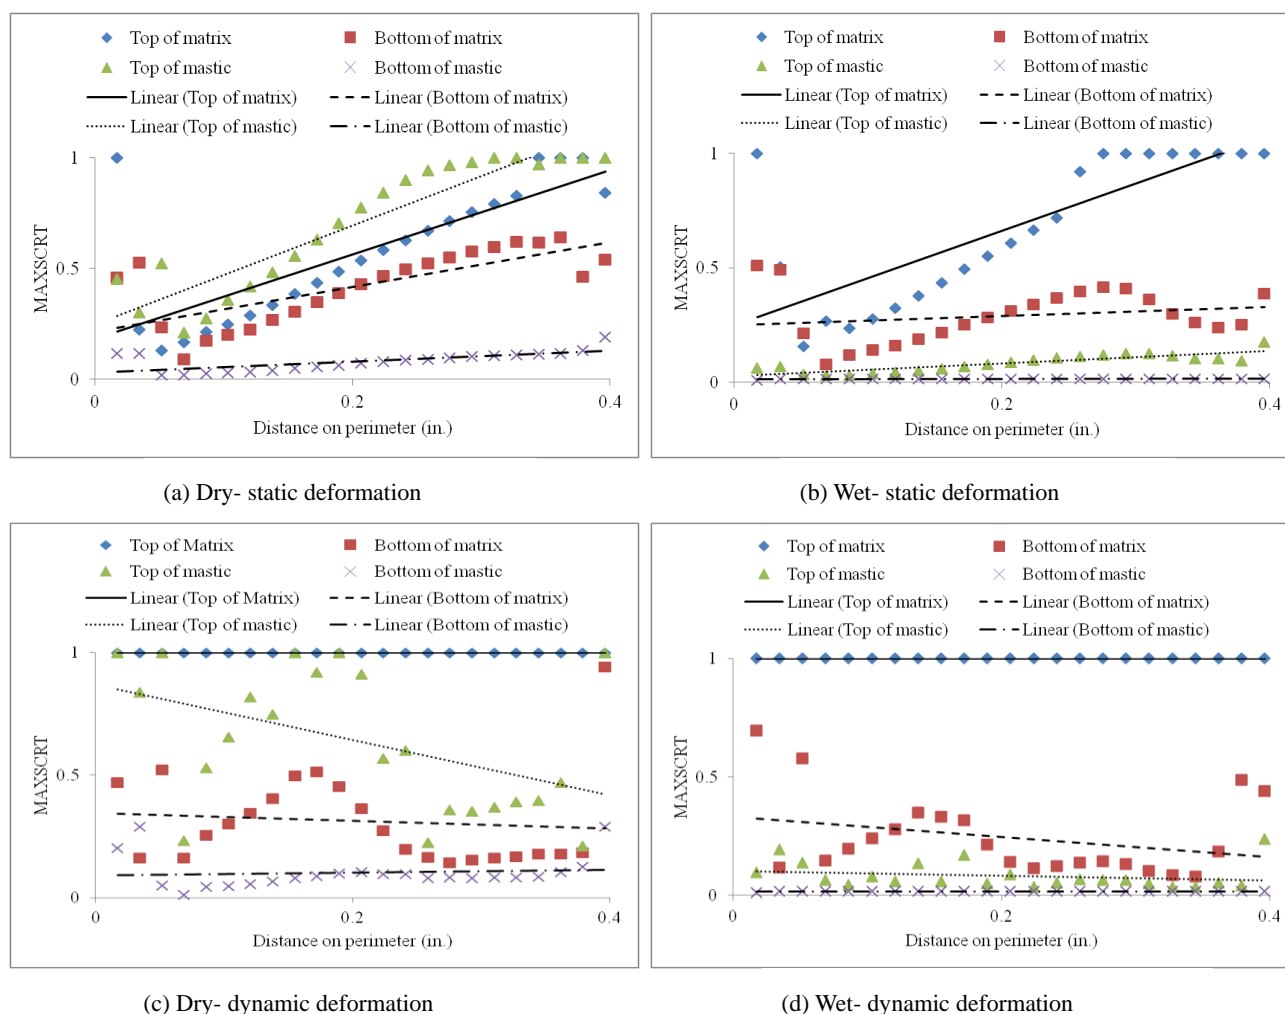 Top of matrix
Bottom of matrix
Top of mastic
Bottom of mastic
Linear (Top of matrix)
Linear (Bottom of matrix)
Linear (Top of mastic)
Linear (Bottom of mastic)
MAXSCRT
1
0.5
0
0
0.2
0.4
Distance on perimeter (in.)
(a) Dry- static deformation
Top of matrix
Bottom of matrix
Top of mastic
Bottom of mastic
Linear (Top of matrix)
Linear (Bottom of matrix)
Linear (Top of mastic)
Linear (Bottom of mastic)
MAXSCRT
1
0.5
0
0
0.2
0.4
Distance on perimeter (in.)
(b) Wet- static deformation
Top of Matrix
Bottom of matrix
Top of mastic
Bottom of mastic
Linear (Top of Matrix)
Linear (Bottom of matrix)
Linear (Top of mastic)
Linear (Bottom of mastic)
MAXSCRT
1
0.5
0
0
0.2
0.4
Distance on perimeter (in.)
(c) Dry- dynamic deformation
Top of matrix
Bottom of matrix
Top of mastic
Bottom of mastic
Linear (Top of matrix)
Linear (Bottom of matrix)
Linear (Top of mastic)
Linear (Bottom of mastic)
MAXSCRT
1
0.5
0
0
0.2
0.4
Distance on perimeter (in.)
(d) Wet- dynamic deformation